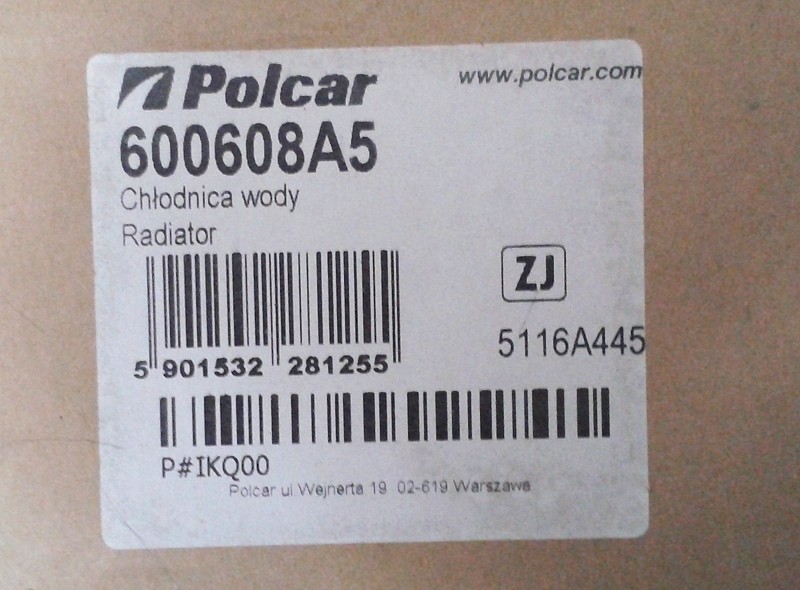 Polcar
www.polcar.com
600608A5
Chłodnica wody
Radiator
ZJ
5116A445
5 901532 281255
P#IKQ00
Polcar ul.Wejnerta 19 02-619 Warszawa